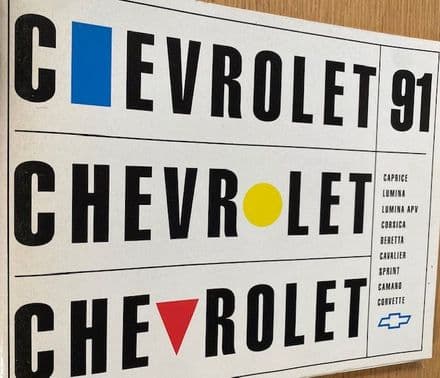 C EVROLET 91
CHEVR LET
CHE ROLET
CAPRICE
LUMINA
LUMINA APV
CORSICA
BERETTA
CAVALIER
SPRINT
CAMARO
CORVETTE